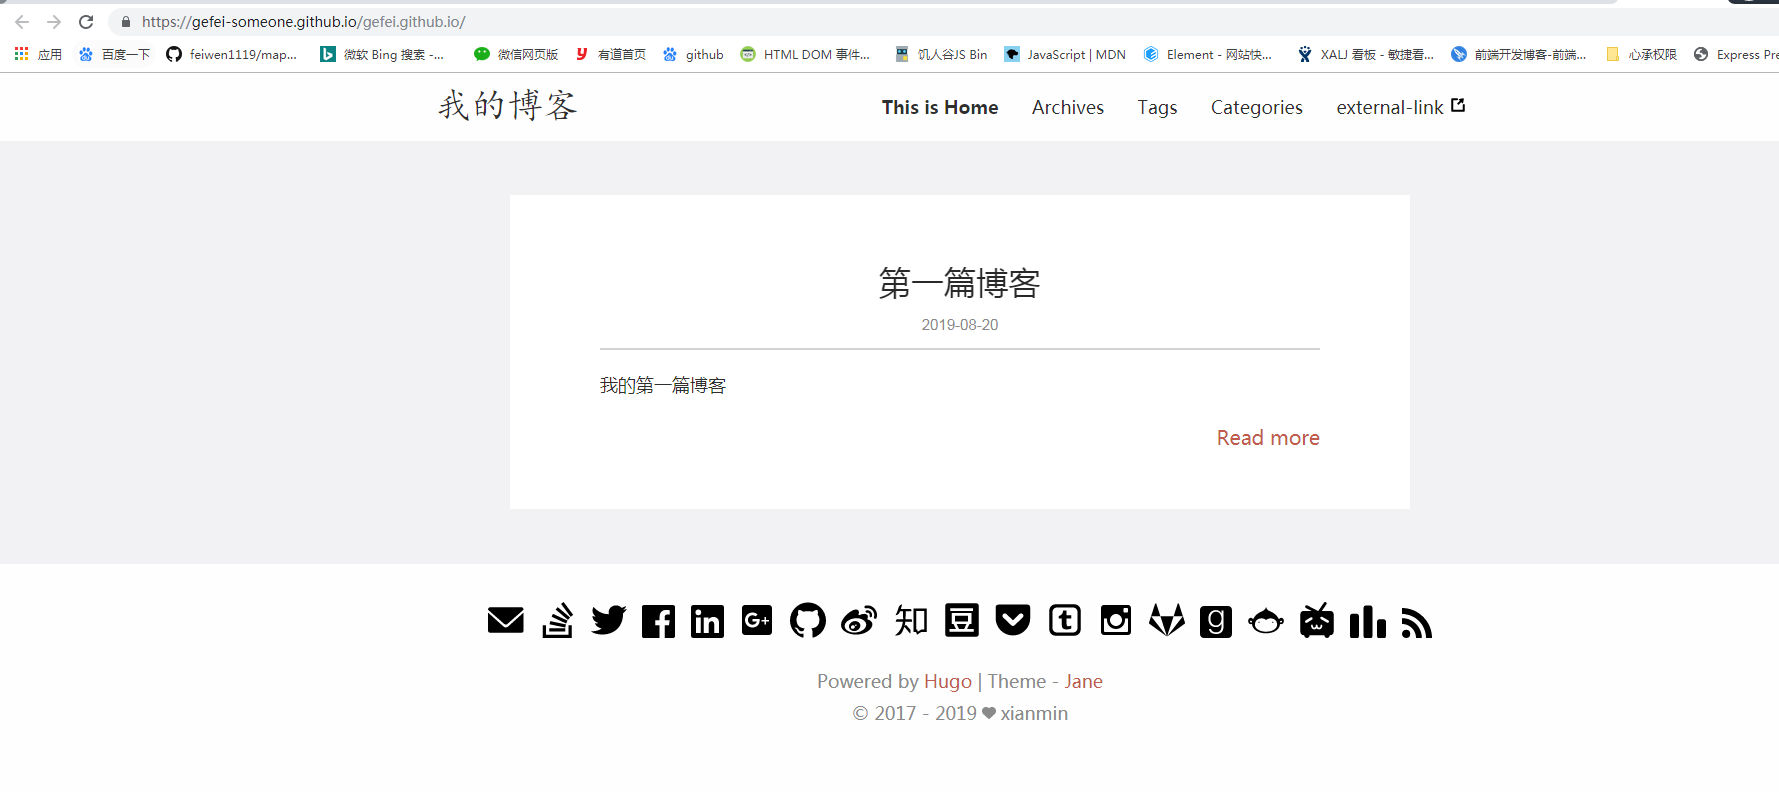 https://gefei-someone.github.io/gefei.github.io/
应用 百度一下 feiwen1119/map... 微软 Bing 搜索 -... 微信网页版 有道首页 github HTML DOM 事件... 饥人谷JS Bin JavaScript | MDN Element - 网站快... XALJ 看板 - 敏捷看... 前端开发博客-前端... 心承权限 Express Pre
我的博客 This is Home Archives Tags Categories external-link
第一篇博客
2019-08-20
我的第一篇博客
Read more
知 豆 t G+ in g
Powered by Hugo | Theme - Jane
© 2017 - 2019 xianmin